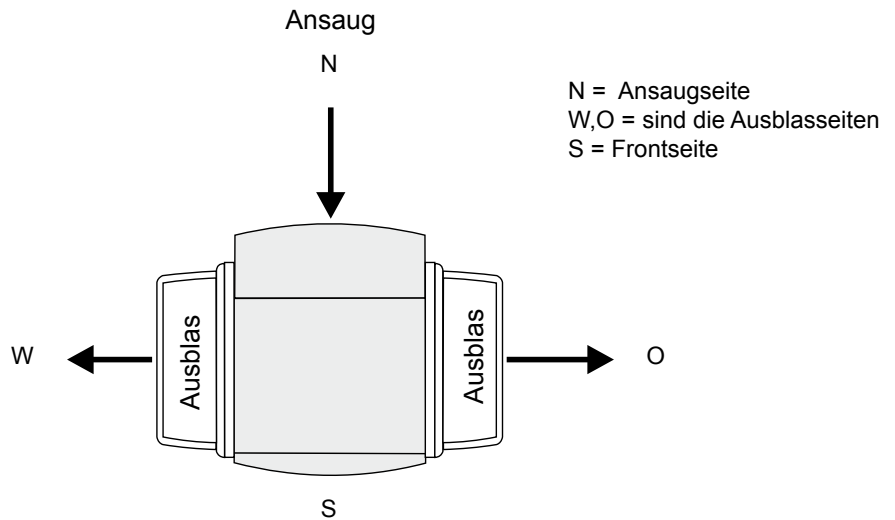 Ansaug
N
N = Ansaugseite
W,O = sind die Ausblasseiten
S = Frontseite
W
Ausblas
Ausblas
O
S